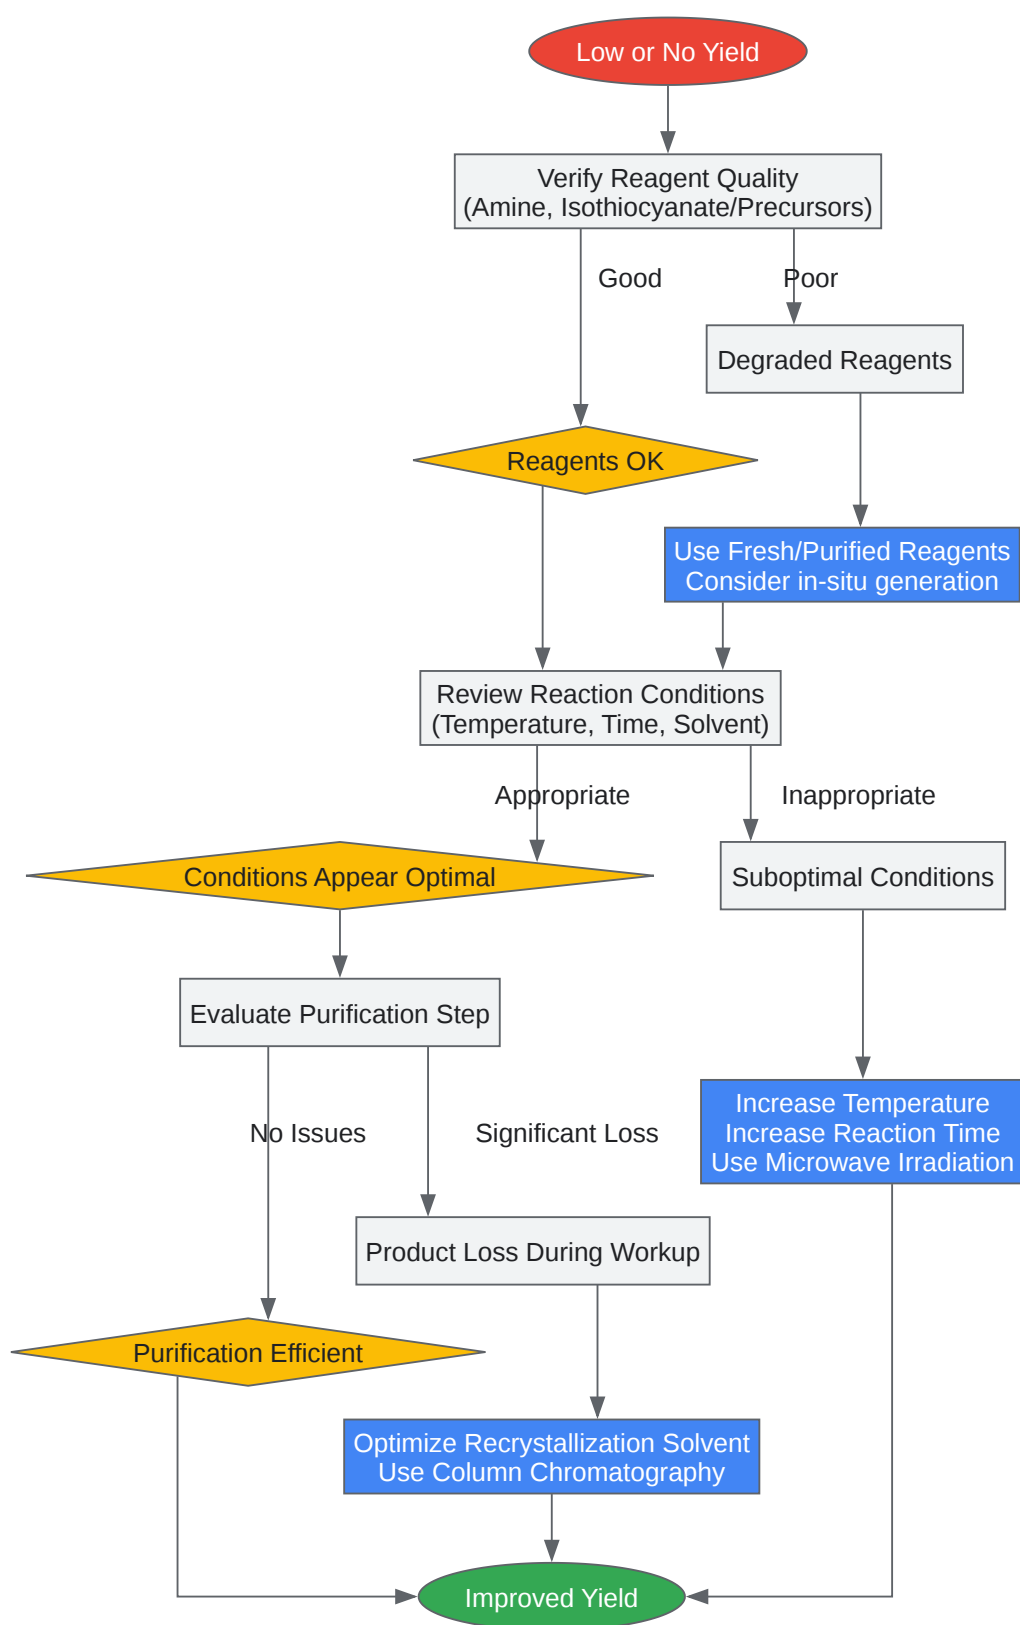 Low or No Yield
Verify Reagent Quality
(Amine, Isothiocyanate/Precursors)
Good
Poor
Degraded Reagents
Reagents OK
Use Fresh/Purified Reagents
Consider in-situ generation
Review Reaction Conditions
(Temperature, Time, Solvent)
Appropriate
Inappropriate
Conditions Appear Optimal
Suboptimal Conditions
Evaluate Purification Step
Increase Temperature
Increase Reaction Time
Use Microwave Irradiation
No Issues
Significant Loss
Product Loss During Workup
Purification Efficient
Optimize Recrystallization Solvent
Use Column Chromatography
Improved Yield